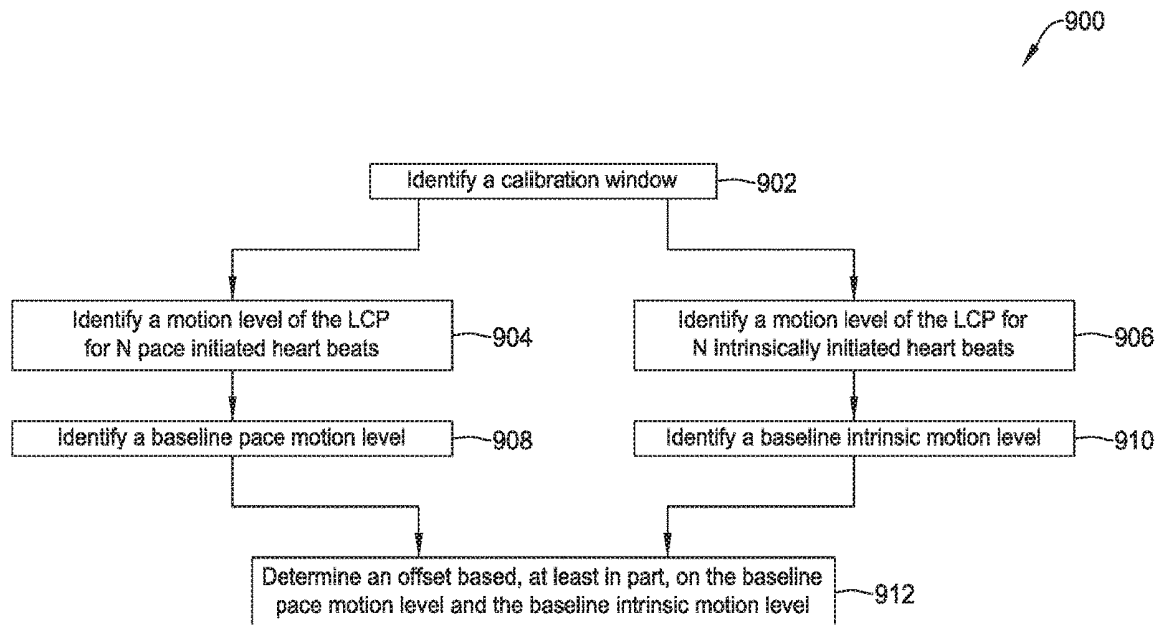 900
Identify a calibration window
902
Identify a motion level of the LCP
for N pace initiated heart beats
904
Identify a motion level of the LCP for
N intrinsically initiated heart beats
906
Identify a baseline pace motion level
908
Identify a baseline intrinsic motion level
910
Determine an offset based, at least in part, on the baseline
pace motion level and the baseline intrinsic motion level
912